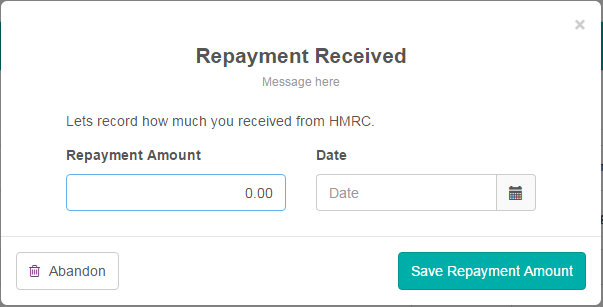 ×
Repayment Received
Message here
Lets record how much you received from HMRC.
Repayment Amount
Date
0.00
Date
Abandon
Save Repayment Amount